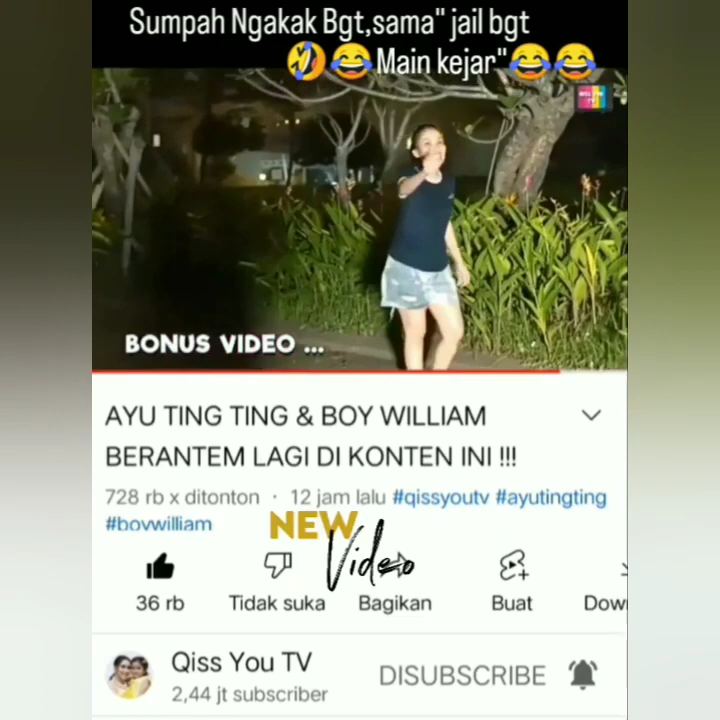 Sumpah Ngakak Bgt,sama" jail bgt
🤣😂Main kejar"😂😂
BONUS VIDEO ...
AYU TING TING & BOY WILLIAM
BERANTEM LAGI DI KONTEN INI !!!
728 rb x ditonton · 12 jam lalu #qissyoutv #ayutingting
#boywilliam
NEW
Video
36 rb Tidak suka Bagikan Buat Dow
Qiss You TV
2,44 jt subscriber
DISUBSCRIBE